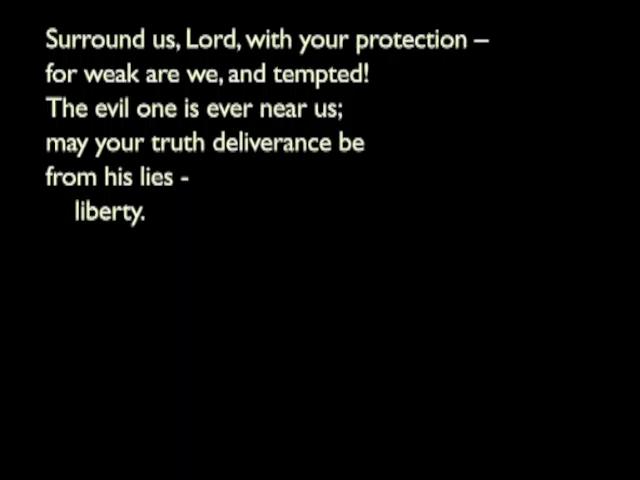 Surround us, Lord, with your protection –
for weak are we, and tempted!
The evil one is ever near us;
may your truth deliverance be
from his lies -
liberty.